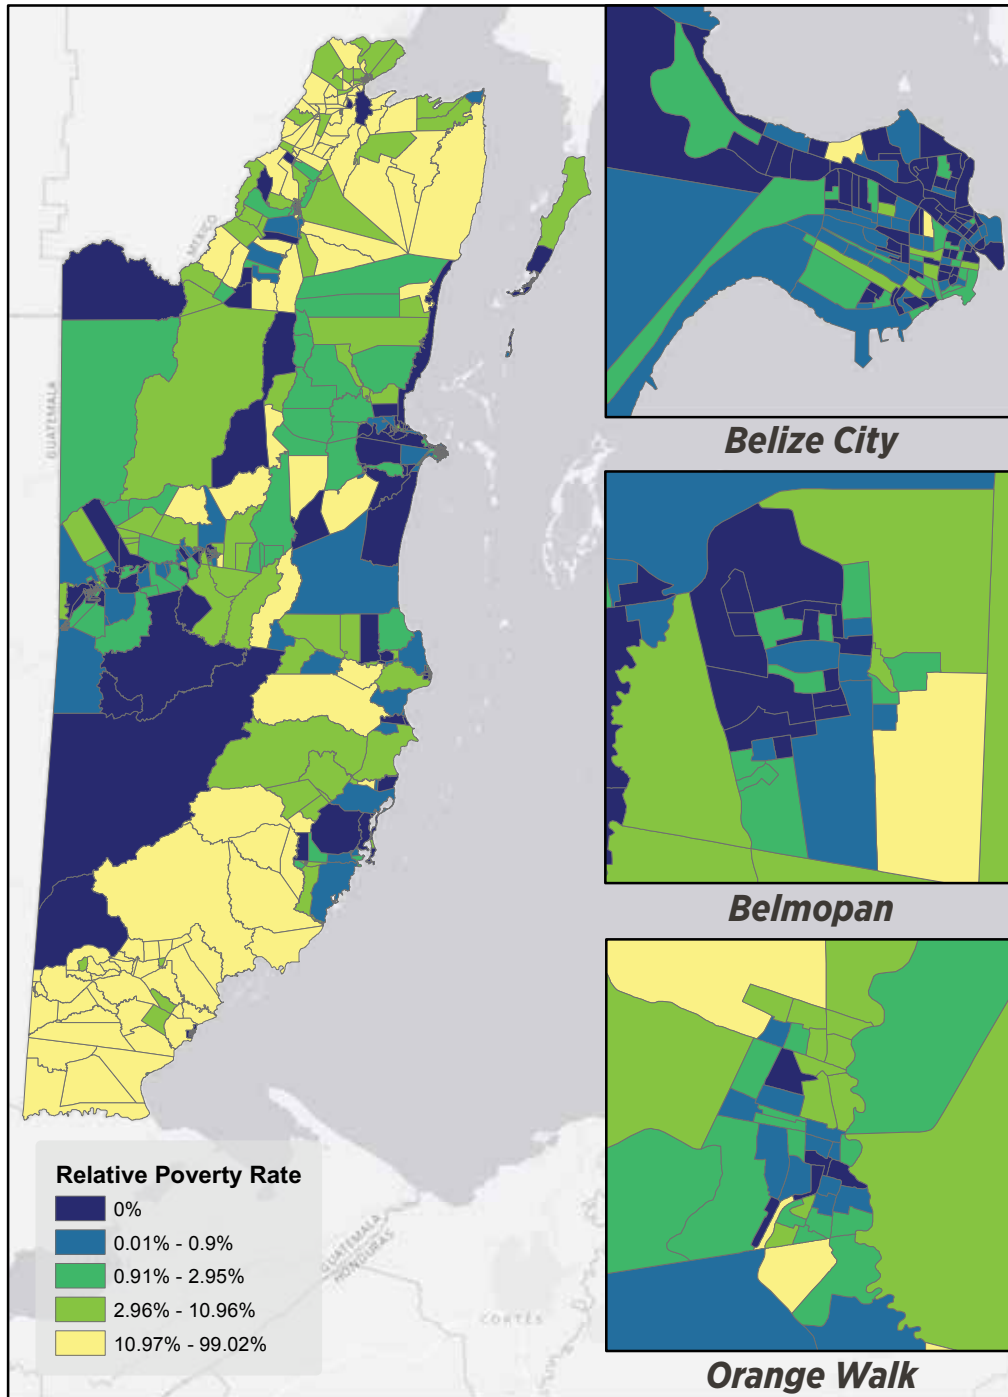 MEXICO
GUATEMALA
Belize City
Belmopan
Orange Walk
Relative Poverty Rate
0%
0.01% - 0.9%
0.91% - 2.95%
2.96% - 10.96%
10.97% - 99.02%
GUATEMALA
HONDURAS
CORTÉS